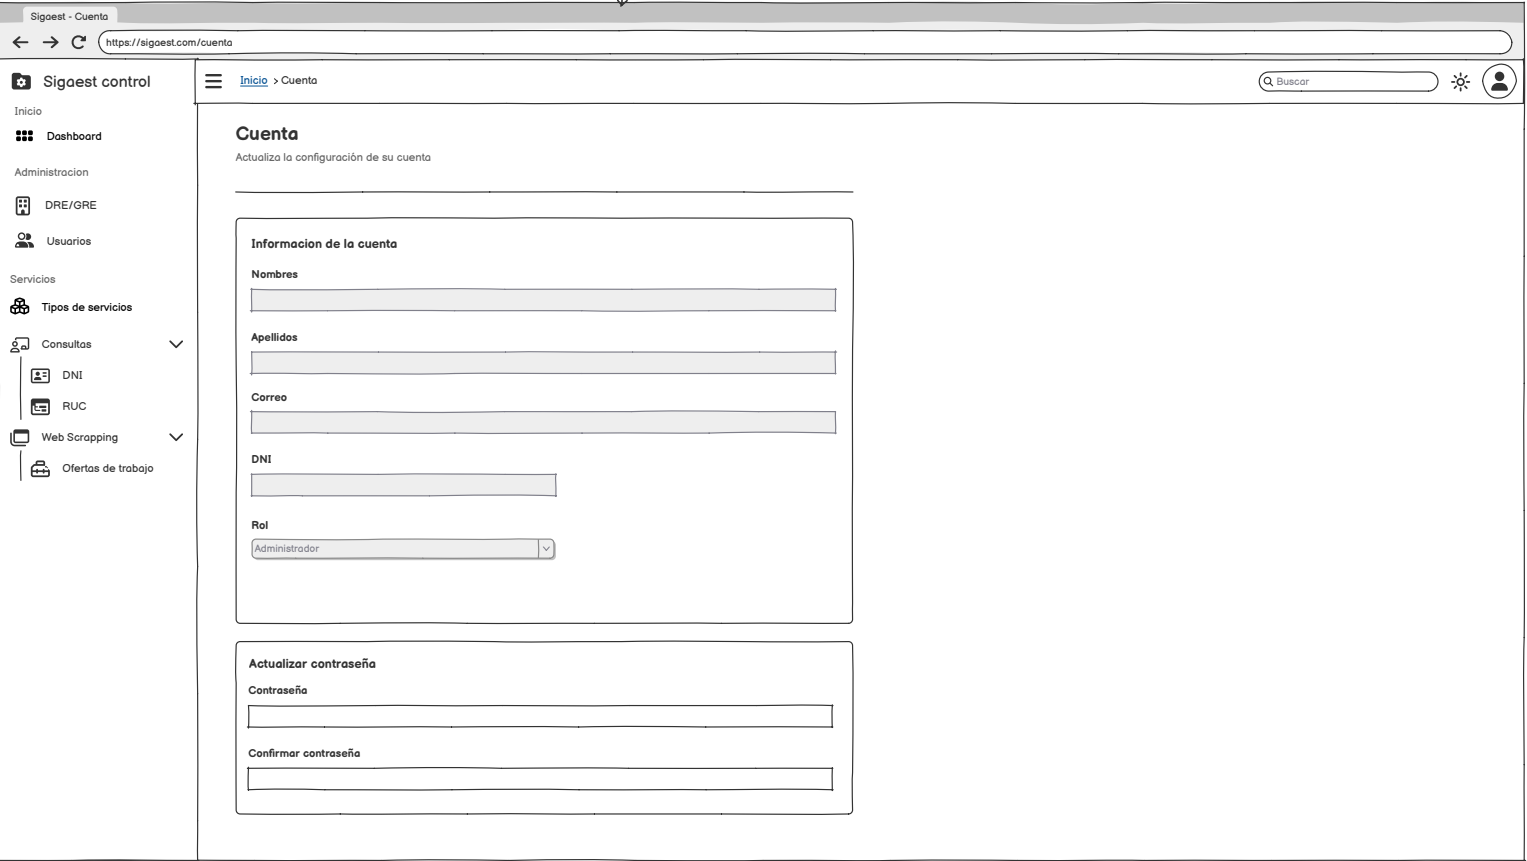 Sigaest - Cuenta
https://sigaest.com/cuenta
Sigaest control
Inicio
Dashboard
Administracion
DRE/GRE
Usuarios
Servicios
Tipos de servicios
Consultas
DNI
RUC
Web Scrapping
Ofertas de trabajo
Inicio > Cuenta
Buscar
Cuenta
Actualiza la configuración de su cuenta
Informacion de la cuenta
Nombres
Apellidos
Correo
DNI
Rol
Administrador
Actualizar contraseña
Contraseña
Confirmar contraseña